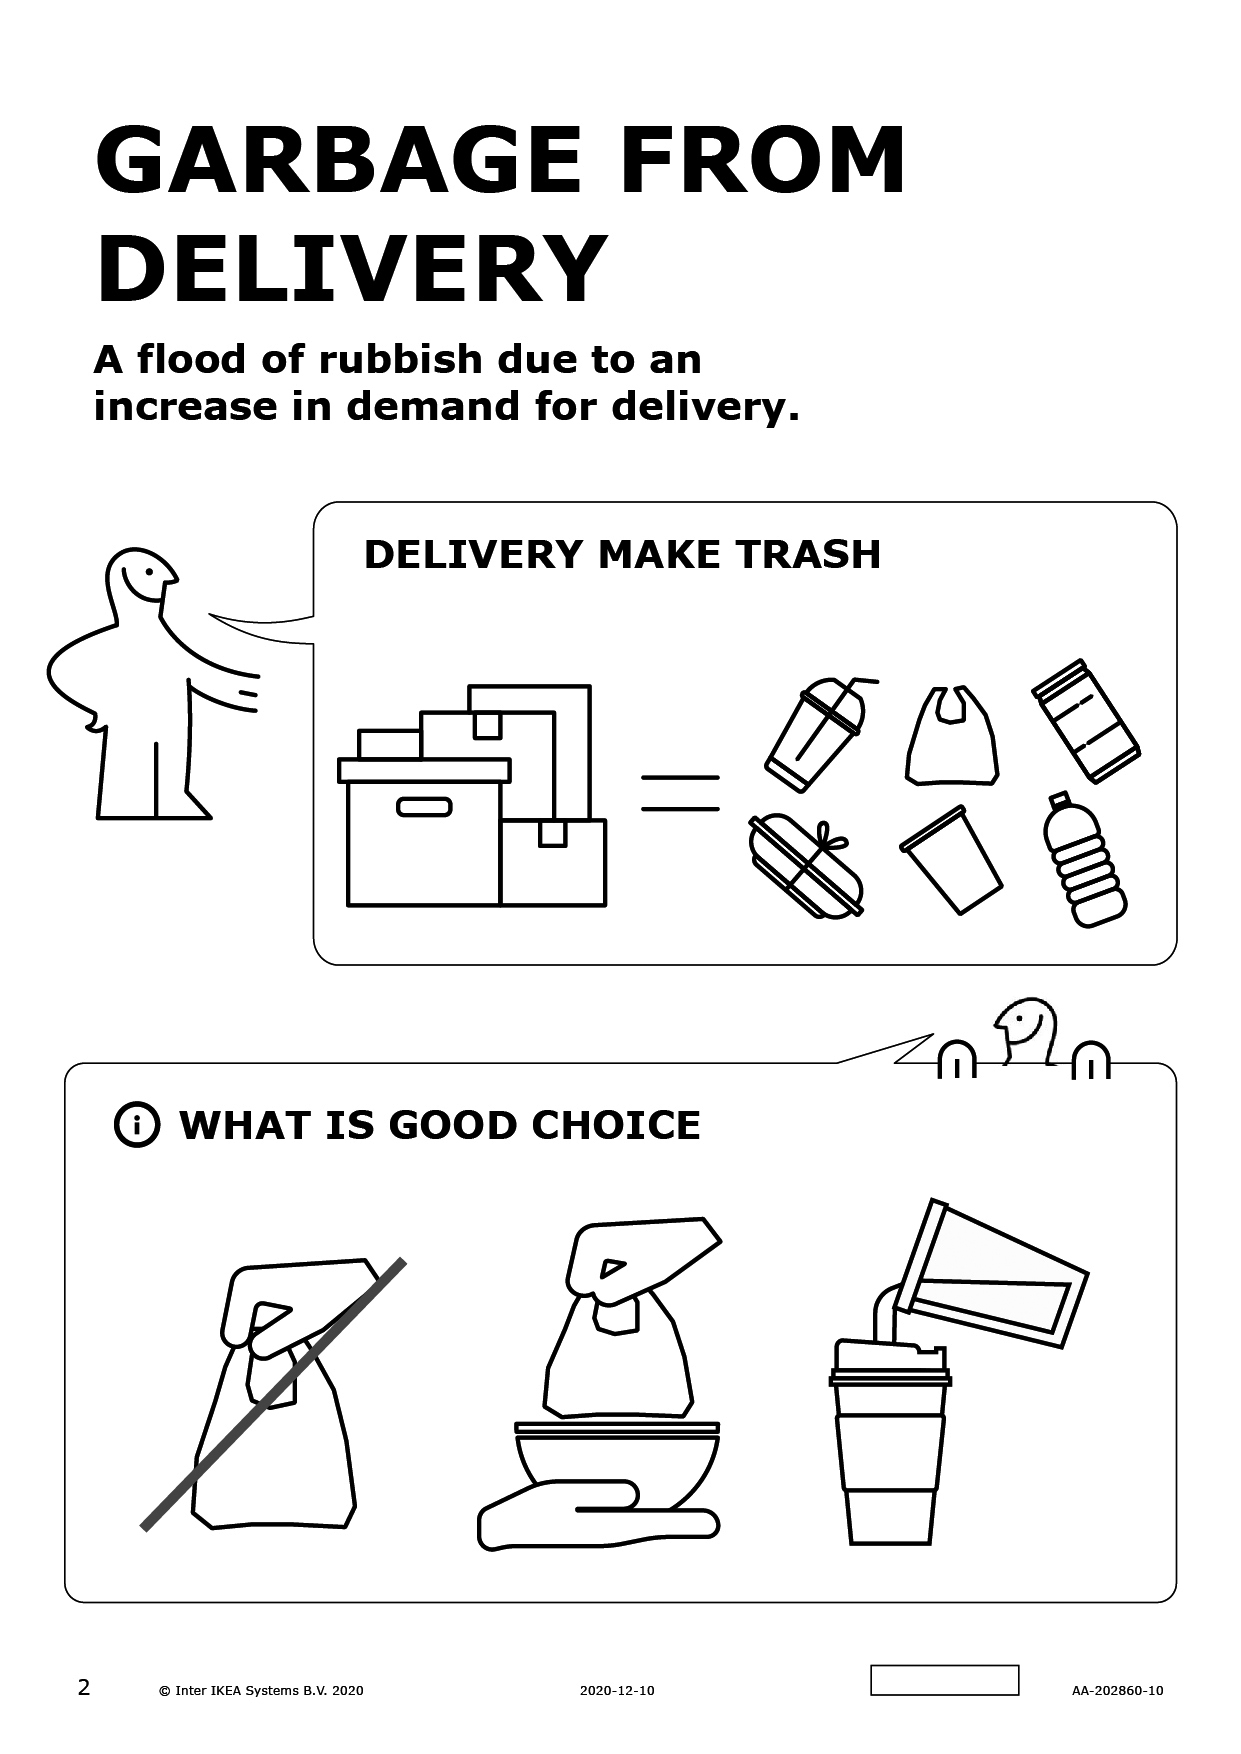 GARBAGE FROM
DELIVERY
A flood of rubbish due to an
increase in demand for delivery.
DELIVERY MAKE TRASH
i WHAT IS GOOD CHOICE
2 © Inter IKEA Systems B.V. 2020 2020-12-10 AA-202860-10